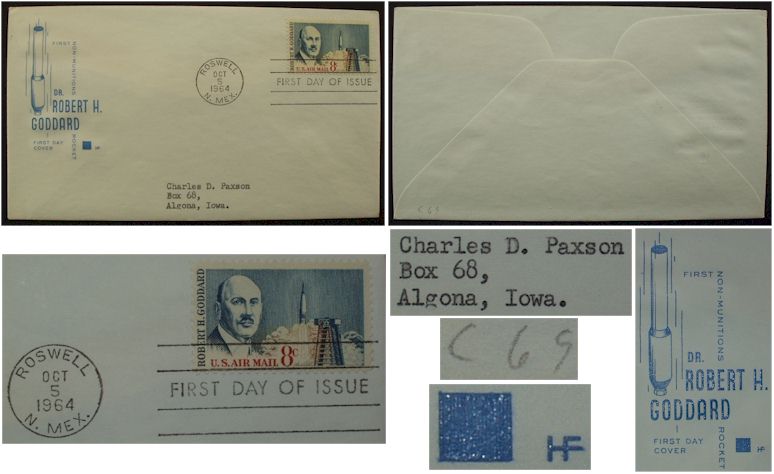 FIRST
NON-MUNITIONS
ROCKET
DR.
ROBERT H.
GODDARD
FIRST DAY
COVER
HF
ROSWELL
OCT
5
1964
N. MEX.
ROBERT H. GODDARD
U.S. AIR MAIL 8c
FIRST DAY OF ISSUE
Charles D. Paxson
Box 68,
Algona, Iowa.
C 69
ROSWELL
OCT
5
1964
N. MEX.
ROBERT H. GODDARD
U.S. AIR MAIL 8c
FIRST DAY OF ISSUE
Charles D. Paxson
Box 68,
Algona, Iowa.
C 69
HF
FIRST
NON-MUNITIONS
ROCKET
DR.
ROBERT H.
GODDARD
FIRST DAY
COVER
HF